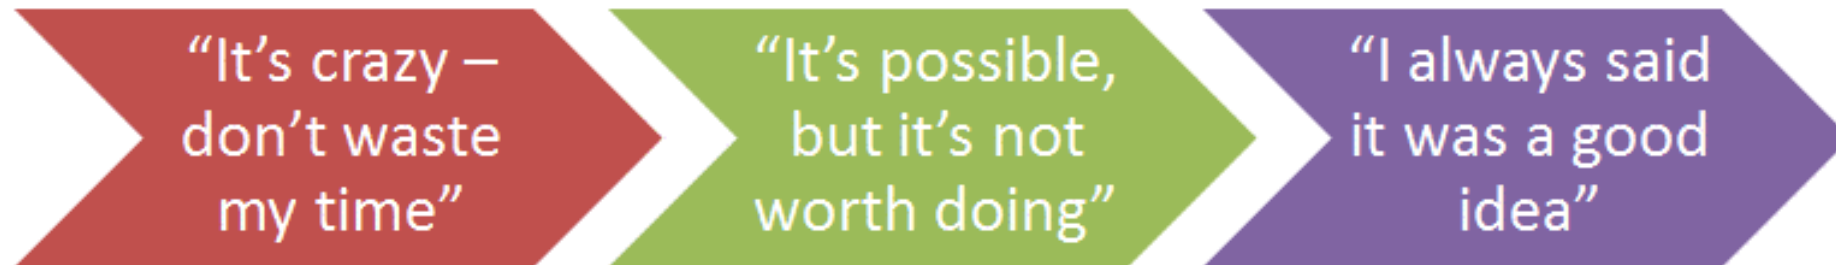 “It’s crazy –
don’t waste
my time”
“It’s possible,
but it’s not
worth doing”
“I always said
it was a good
idea”